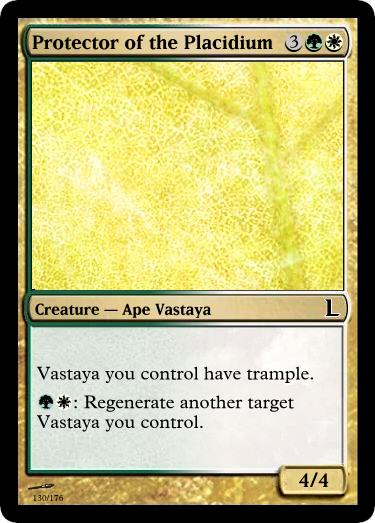 Protector of the Placidium 3
Creature — Ape Vastaya L
Vastaya you control have trample.
: Regenerate another target
Vastaya you control.
4/4
130/176